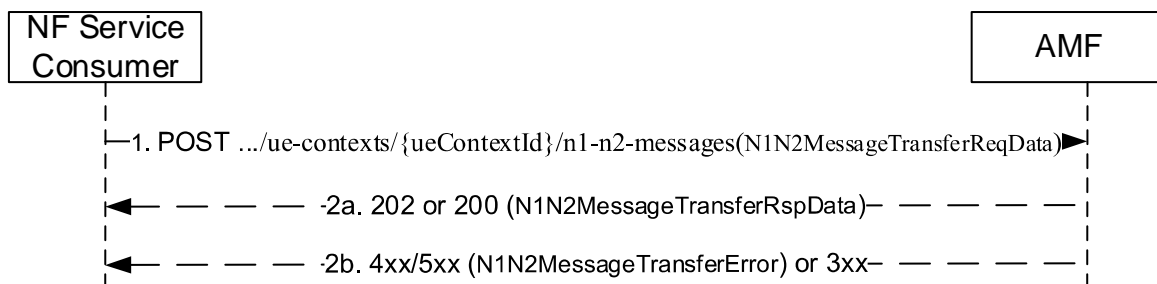 NF Service
Consumer
AMF
1. POST .../ue-contexts/{ueContextId}/n1-n2-messages(N1N2MessageTransferReqData)
2a. 202 or 200 (N1N2MessageTransferRspData)
2b. 4xx/5xx (N1N2MessageTransferError) or 3xx